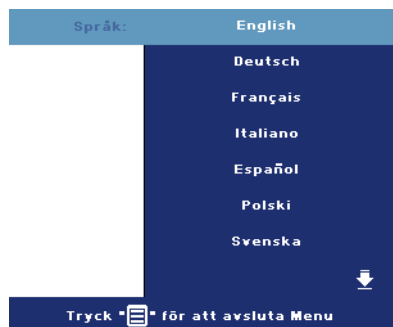 Språk: English
Deutsch
Français
Italiano
Español
Polski
Svenska
Tryck "" för att avsluta Menu